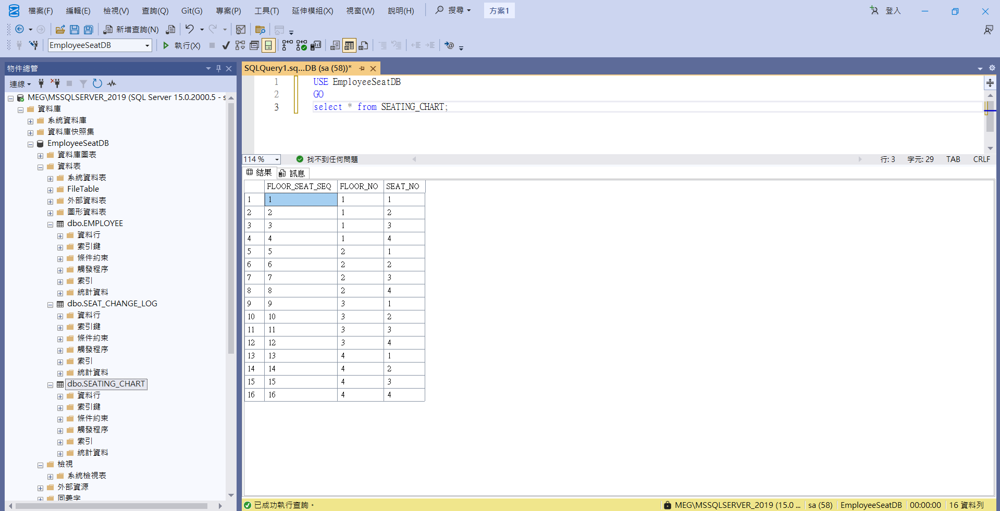 檔案(F) 編輯(E) 檢視(V) 查詢(Q) Git(G) 專案(P) 工具(T) 延伸模組(X) 視窗(W) 說明(H) 搜尋 方案1 登入
新增查詢(N)
EmployeeSeatDB 執行(X)
物件總管
連線
MEG\MSSQLSERVER_2019 (SQL Server 15.0.2000.5 - s
資料庫
系統資料庫
資料庫快照集
EmployeeSeatDB
資料庫圖表
資料表
系統資料表
FileTable
外部資料表
圖形資料表
dbo.EMPLOYEE
資料行
索引鍵
條件約束
觸發程序
索引
統計資料
dbo.SEAT_CHANGE_LOG
資料行
索引鍵
條件約束
觸發程序
索引
統計資料
dbo.SEATING_CHART
資料行
索引鍵
條件約束
觸發程序
索引
統計資料
檢視
系統檢視表
外部資源
同義字
SQLQuery1.sq...DB (sa (58))*
1 USE EmployeeSeatDB
2 GO
3 select * from SEATING_CHART;
114 % 找不到任何問題 行: 3 字元: 29 TAB CRLF
結果 訊息
FLOOR_SEAT_SEQ FLOOR_NO SEAT_NO
1 1 1 1
2 2 1 2
3 3 1 3
4 4 1 4
5 5 2 1
6 6 2 2
7 7 2 3
8 8 2 4
9 9 3 1
10 10 3 2
11 11 3 3
12 12 3 4
13 13 4 1
14 14 4 2
15 15 4 3
16 16 4 4
已成功執行查詢。 MEG\MSSQLSERVER_2019 (15.0 ... sa (58) EmployeeSeatDB 00:00:00 16 資料列